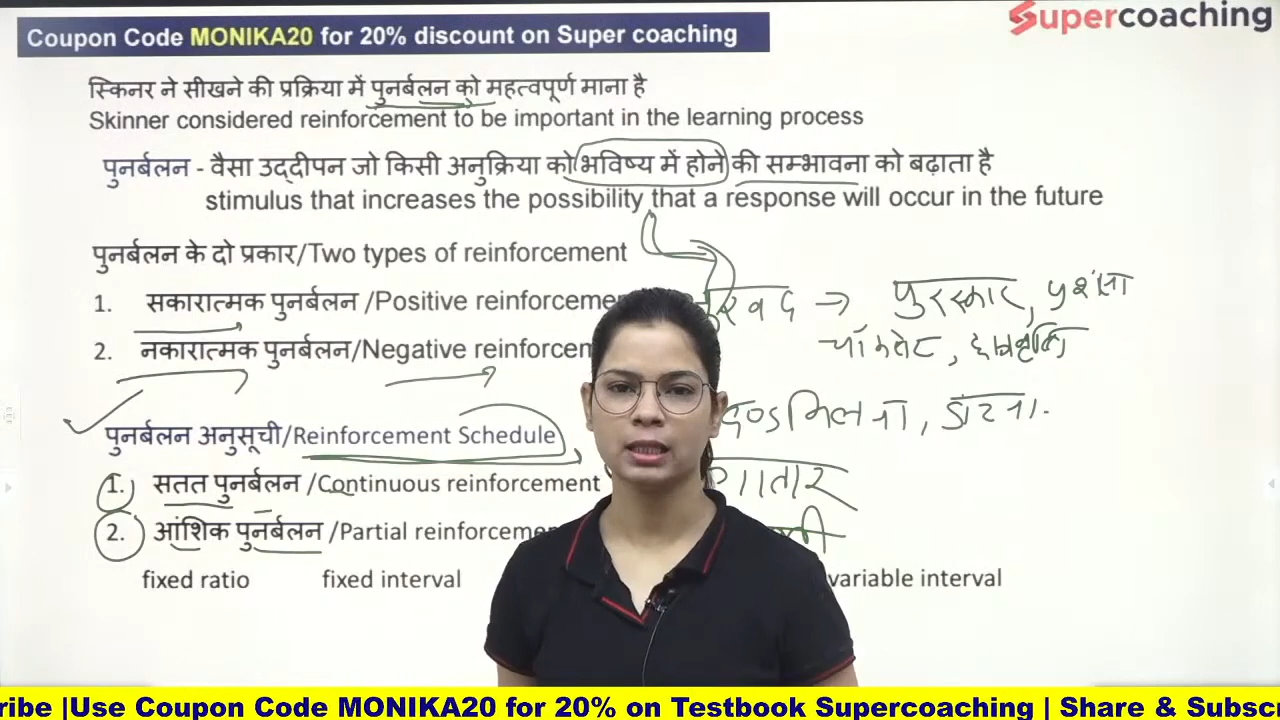 Coupon Code MONIKA20 for 20% discount on Super coaching
Supercoaching
स्किनर ने सीखने की प्रक्रिया में पुनर्बलन को महत्वपूर्ण माना है
Skinner considered reinforcement to be important in the learning process
पुनर्बलन - वैसा उद्दीपन जो किसी अनुक्रिया को भविष्य में होने की सम्भावना को बढ़ाता है
stimulus that increases the possibility that a response will occur in the future
पुनर्बलन के दो प्रकार/Two types of reinforcement
1. सकारात्मक पुनर्बलन /Positive reinforceme
→ पुरस्कार, प्रशंसा
2. नकारात्मक पुनर्बलन/Negative reinforcen
चॉकलेट,
दण्ड मिलना, डांटना.
पुनर्बलन अनुसूची/Reinforcement Schedule
1. सतत पुनर्बलन /Continuous reinforcement
गातार
2. आंशिक पुनर्बलन /Partial reinforcemen
fixed ratio fixed interval variable interval
ribe |Use Coupon Code MONIKA20 for 20% on Testbook Supercoaching | Share & Subsc